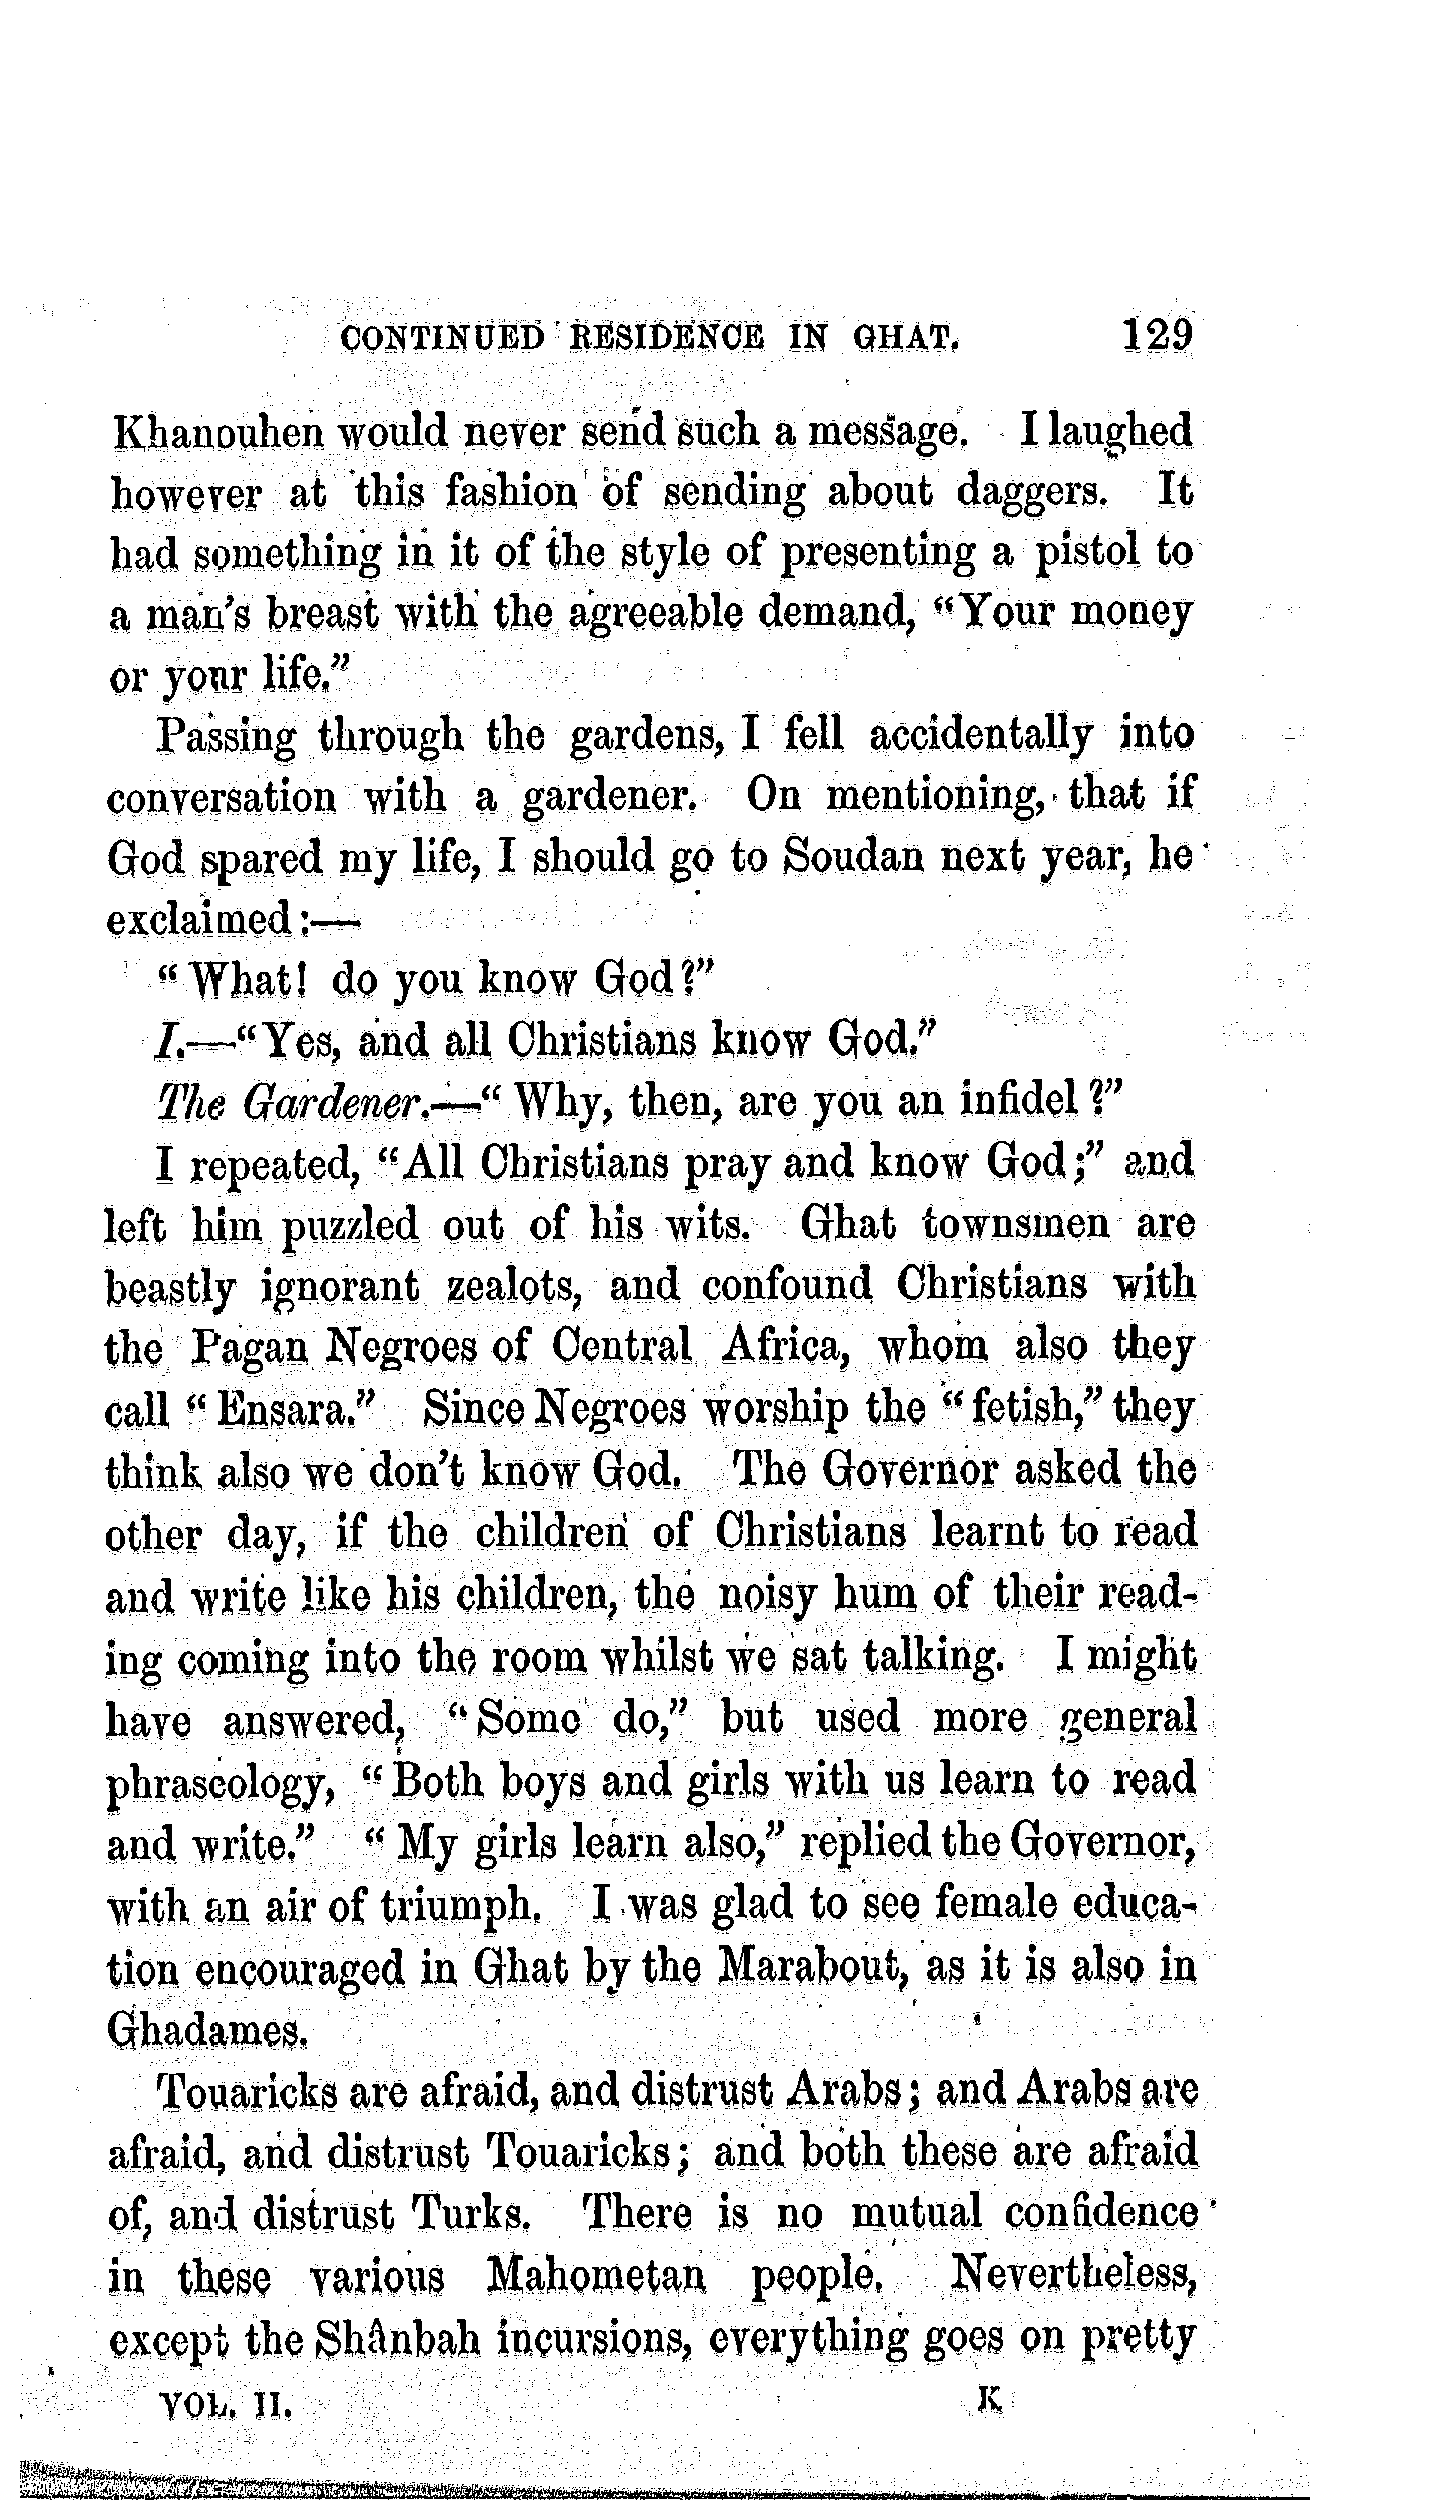 CONTINUED RESIDENCE IN GHAT. 129
Khanouhen would never send such a message. I laughed
however at this fashion of sending about daggers. It
had something in it of the style of presenting a pistol to
a man's breast with the agreeable demand, "Your money
or your life."
Passing through the gardens, I fell accidentally into
conversation with a gardener. On mentioning, that if
God spared my life, I should go to Soudan next year, he
exclaimed:—
"What! do you know God?"
I.—"Yes, and all Christians know God."
The Gardener.—"Why, then, are you an infidel?"
I repeated, "All Christians pray and know God;" and
left him puzzled out of his wits. Ghat townsmen are
beastly ignorant zealots, and confound Christians with
the Pagan Negroes of Central Africa, whom also they
call "Ensara." Since Negroes worship the "fetish," they
think also we don't know God. The Governor asked the
other day, if the children of Christians learnt to read
and write like his children, the noisy hum of their read-
ing coming into the room whilst we sat talking. I might
have answered, "Some do," but used more general
phraseology, "Both boys and girls with us learn to read
and write." "My girls learn also," replied the Governor,
with an air of triumph. I was glad to see female educa-
tion encouraged in Ghat by the Marabout, as it is also in
Ghadames.
Touaricks are afraid, and distrust Arabs; and Arabs are
afraid, and distrust Touaricks; and both these are afraid
of, and distrust Turks. There is no mutual confidence
in these various Mahometan people. Nevertheless,
except the Shânbah incursions, everything goes on pretty
VOL. II. K